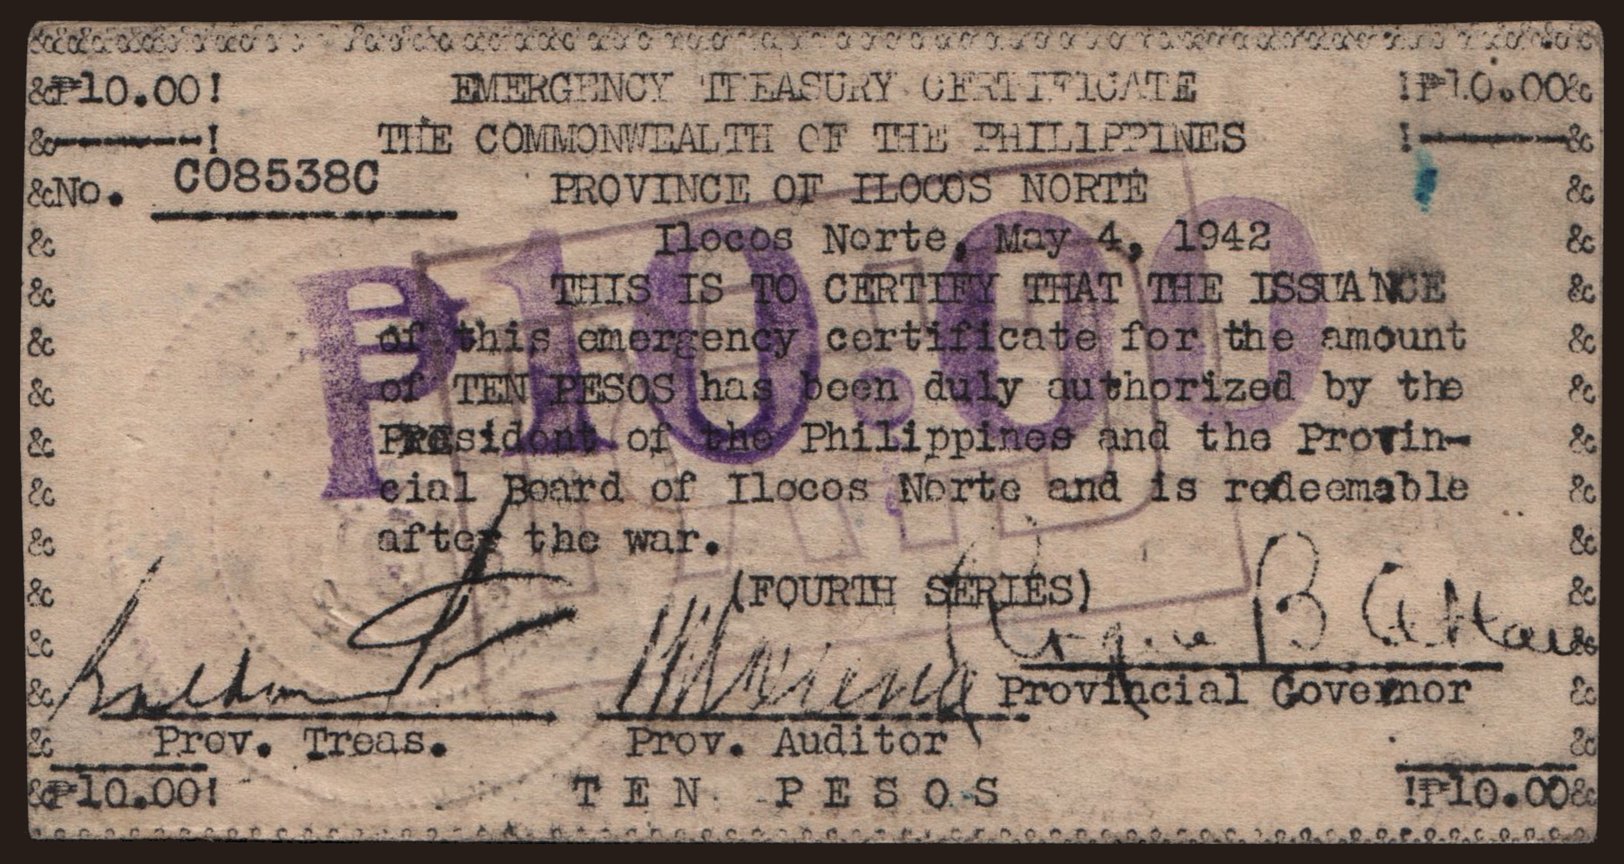 ₱10.00! EMERGENCY TREASURY CERTIFICATE !₱10.00
THE COMMONWEALTH OF THE PHILIPPINES
No. C08538C PROVINCE OF ILOCOS NORTE
Ilocos Norte, May 4, 1942
THIS IS TO CERTIFY THAT THE ISSUANCE
of this emergency certificate for the amount
of TEN PESOS has been duly authorized by the
President of the Philippines and the Provin-
cial Board of Ilocos Norte and is redeemable
after the war.
₱10.00
(FOURTH SERIES)
Provincial Governor
Prov. Treas. Prov. Auditor
₱10.00! TEN PESOS !₱10.00